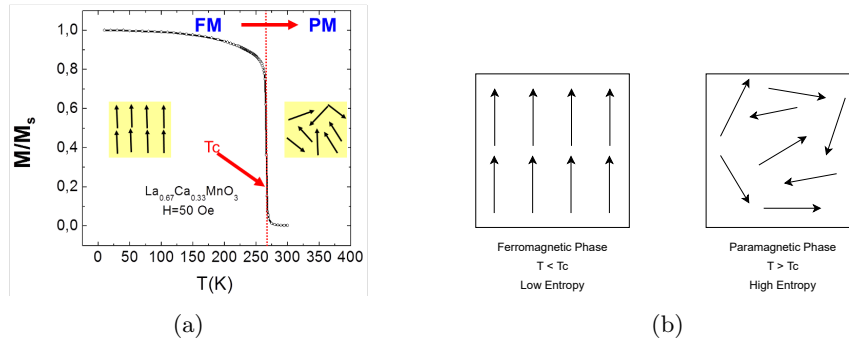 FM PM
1,0
0,8
0,6
0,4
0,2
0,0
M/Mₛ
Tc
La₀.₆₇Ca₀.₃₃MnO₃
H=50 Oe
0 50 100 150 200 250 300 350 400
T(K)
(a)
Ferromagnetic Phase
T < Tc
Low Entropy
Paramagnetic Phase
T > Tc
High Entropy
(b)